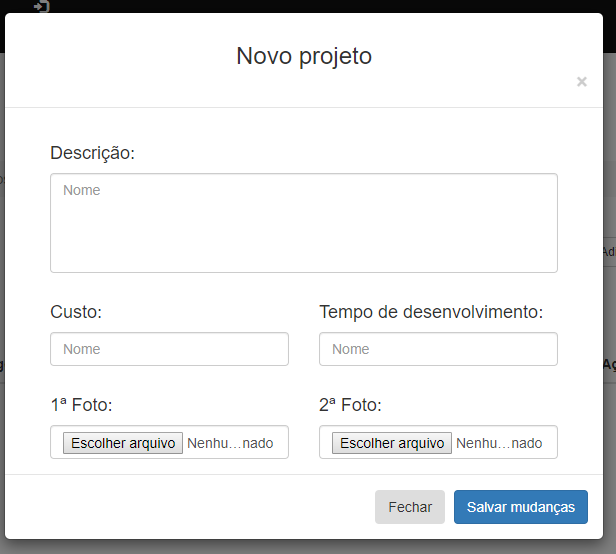 Novo projeto
×
Descrição:
Nome
Custo: Tempo de desenvolvimento:
Nome Nome
1ª Foto: 2ª Foto:
Escolher arquivo Nenhu...nado Escolher arquivo Nenhu...nado
Fechar Salvar mudanças